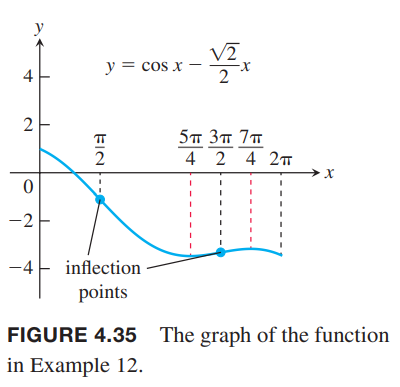 y
y = cos x − √2/2 x
4
2
π/2
5π/4 3π/2 7π/4 2π
x
0
−2
−4
inflection
points
FIGURE 4.35 The graph of the function
in Example 12.